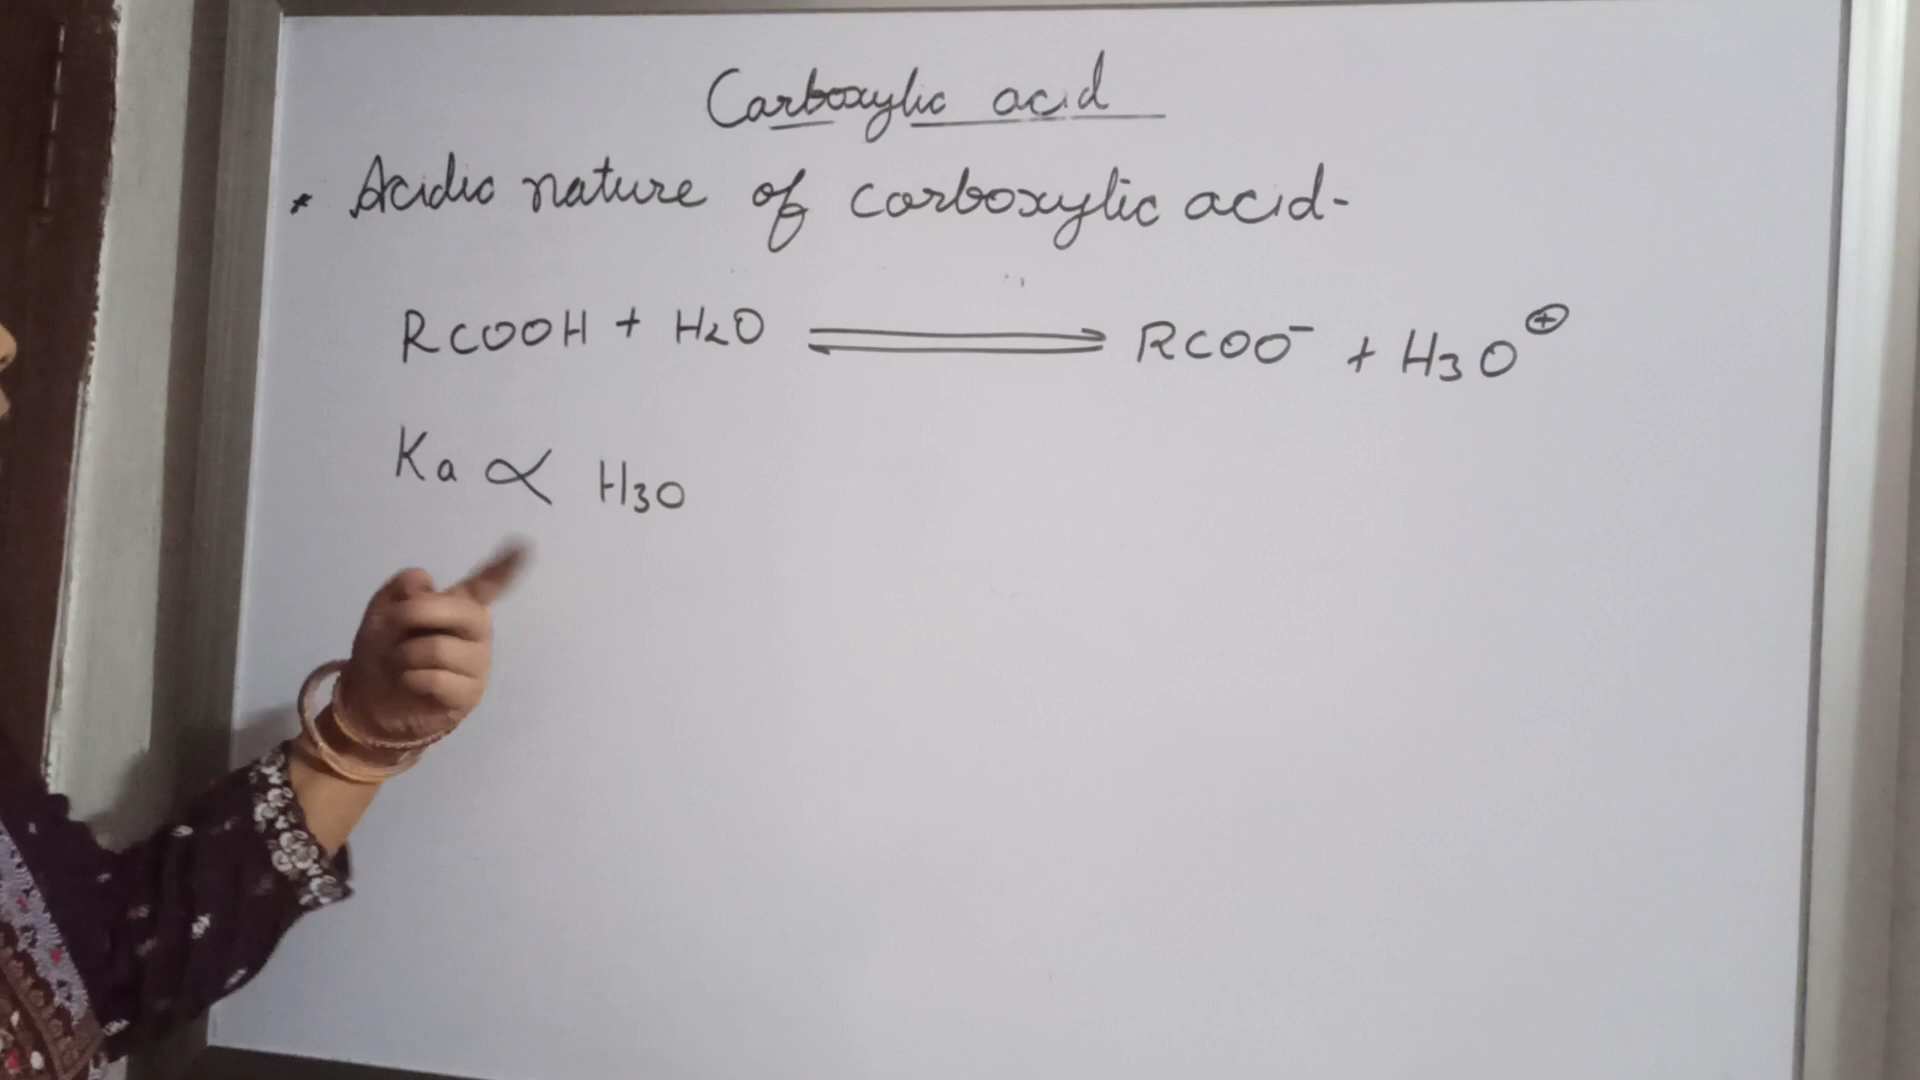 Carboxylic acid
* Acidic nature of carboxylic acid-
RCOOH + H₂O ⇌ RCOO⁻ + H₃O⊕
Ka ∝ H₃O